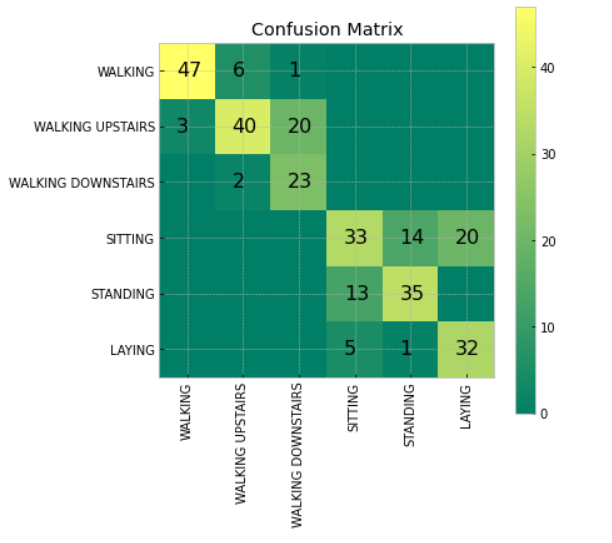 Confusion Matrix
WALKING 47 6 1
WALKING UPSTAIRS 3 40 20
WALKING DOWNSTAIRS 2 23
SITTING 33 14 20
STANDING 13 35
LAYING 5 1 32
WALKING
WALKING UPSTAIRS
WALKING DOWNSTAIRS
SITTING
STANDING
LAYING
40
30
20
10
0